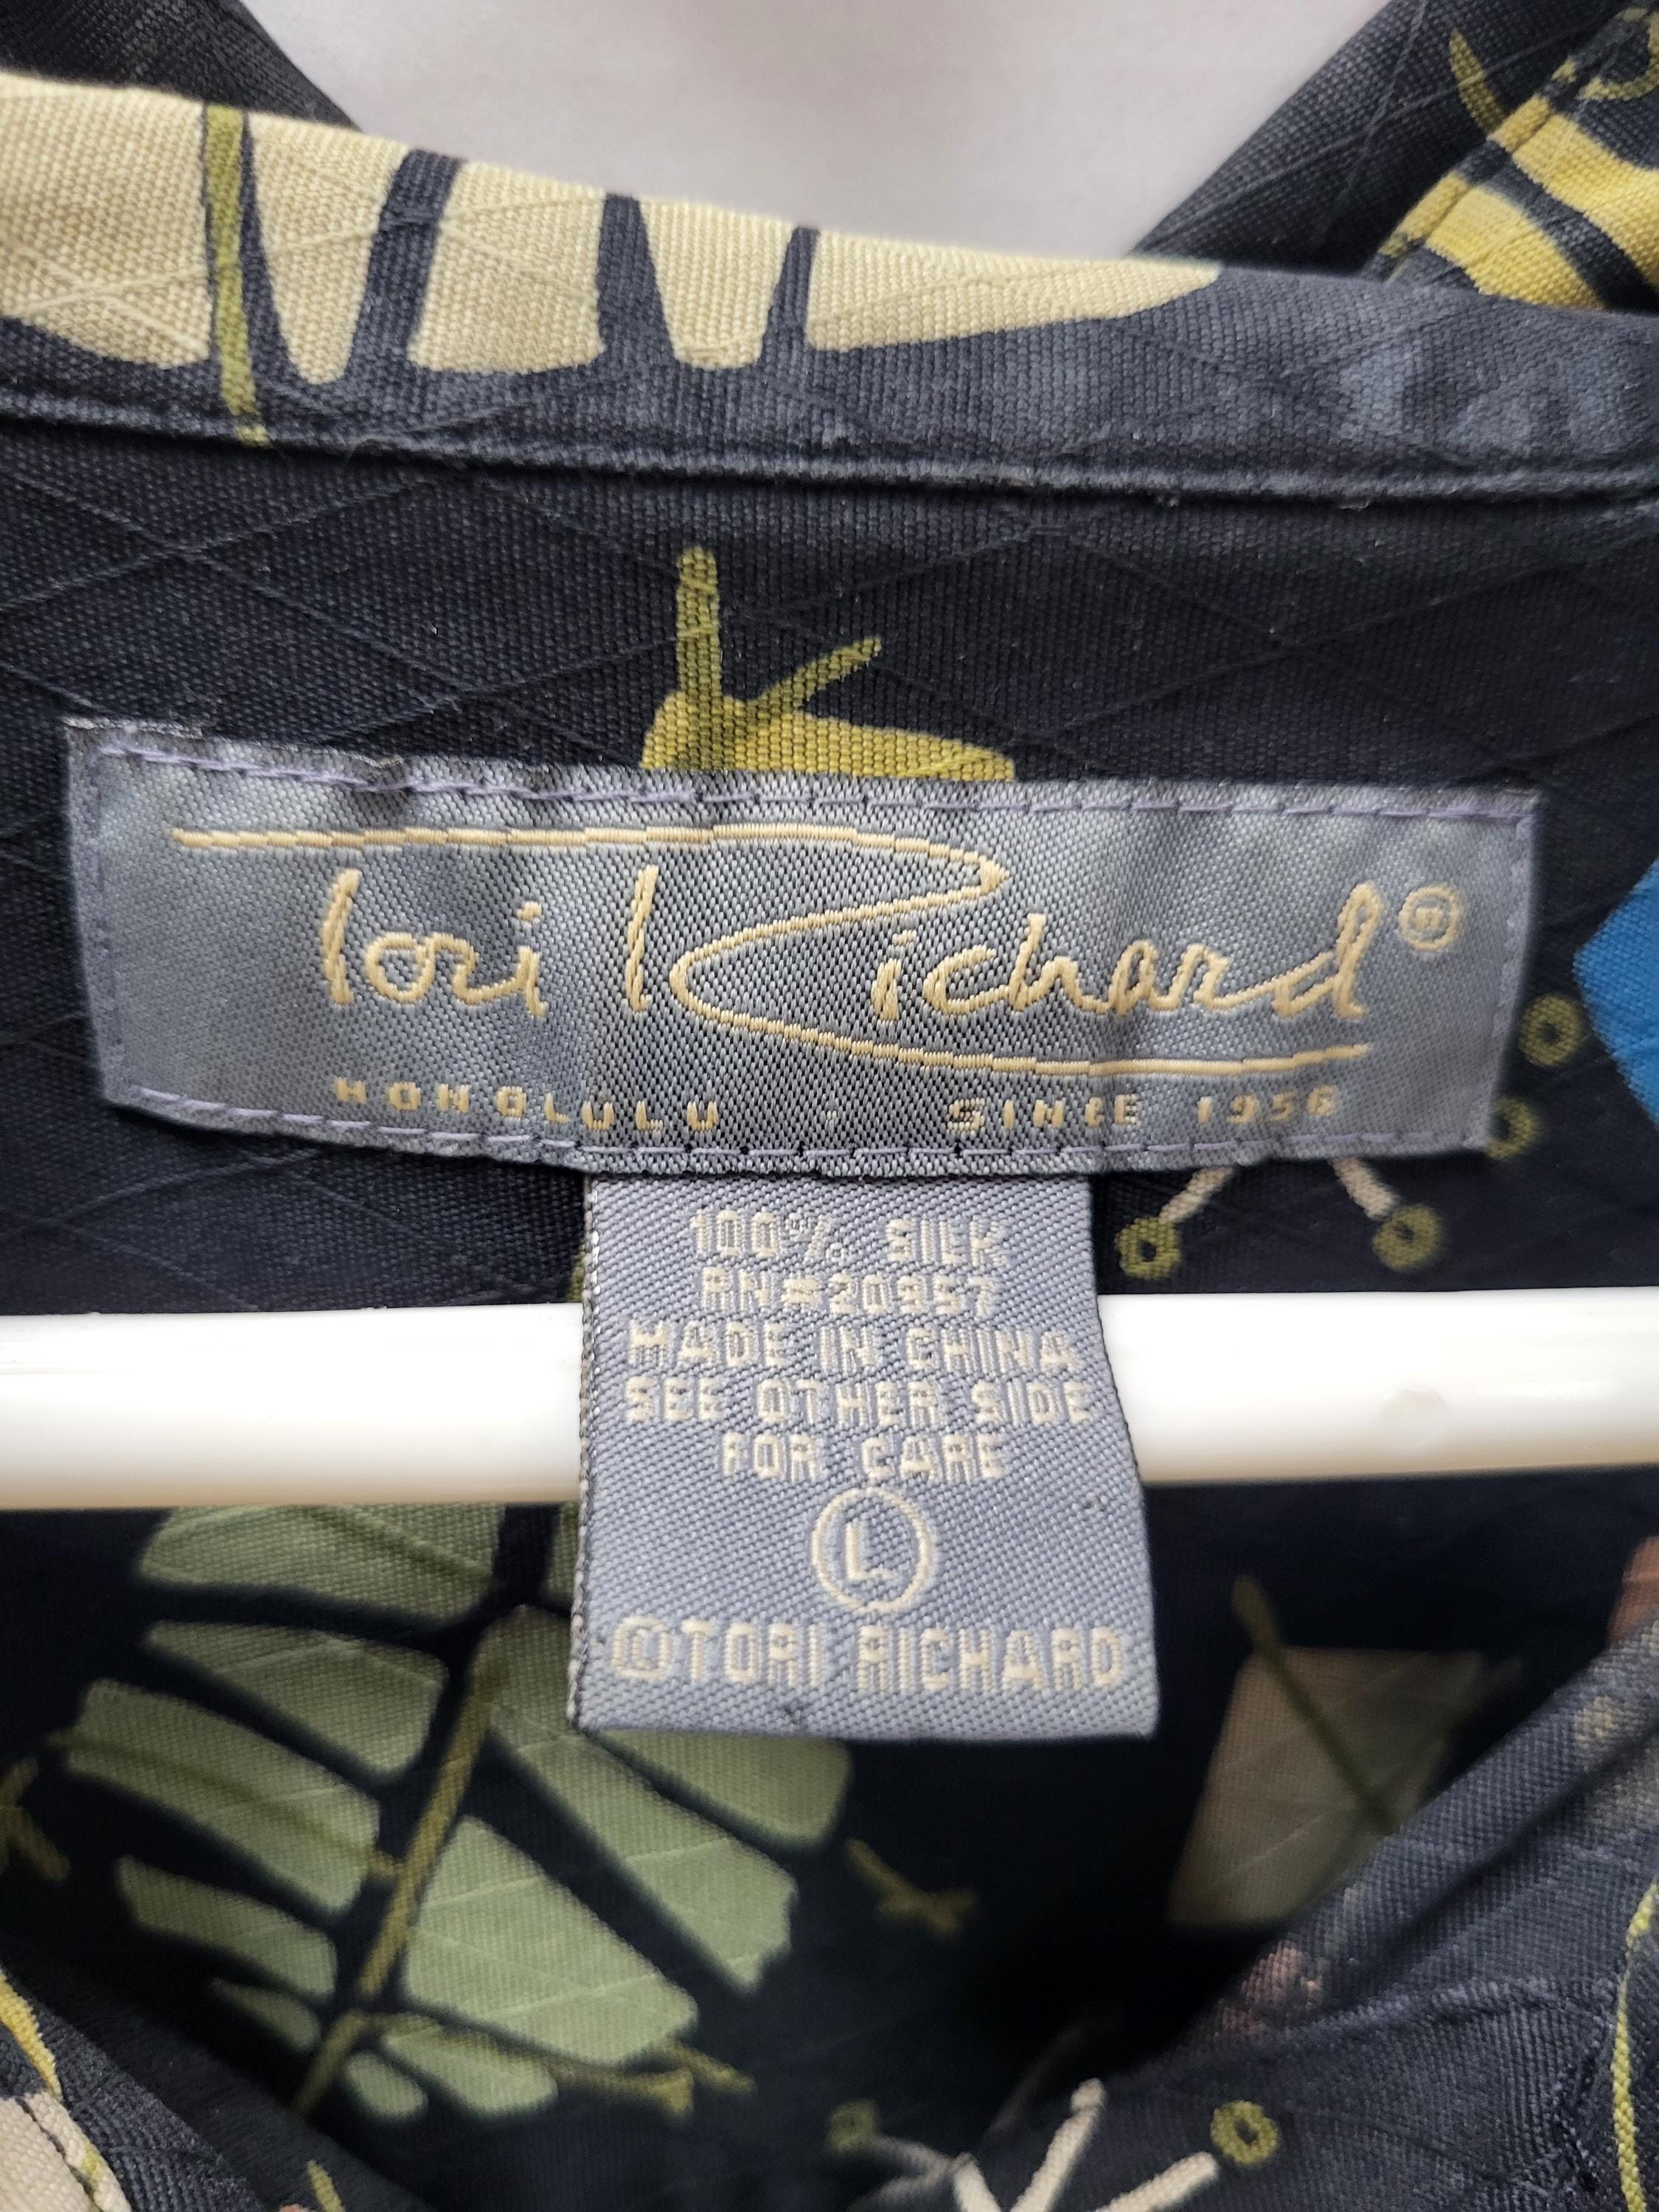 Tori Richard®
HONOLULU · SINCE 1956
100% SILK
RN#20957
MADE IN CHINA
SEE OTHER SIDE
FOR CARE
L
©TORI RICHARD